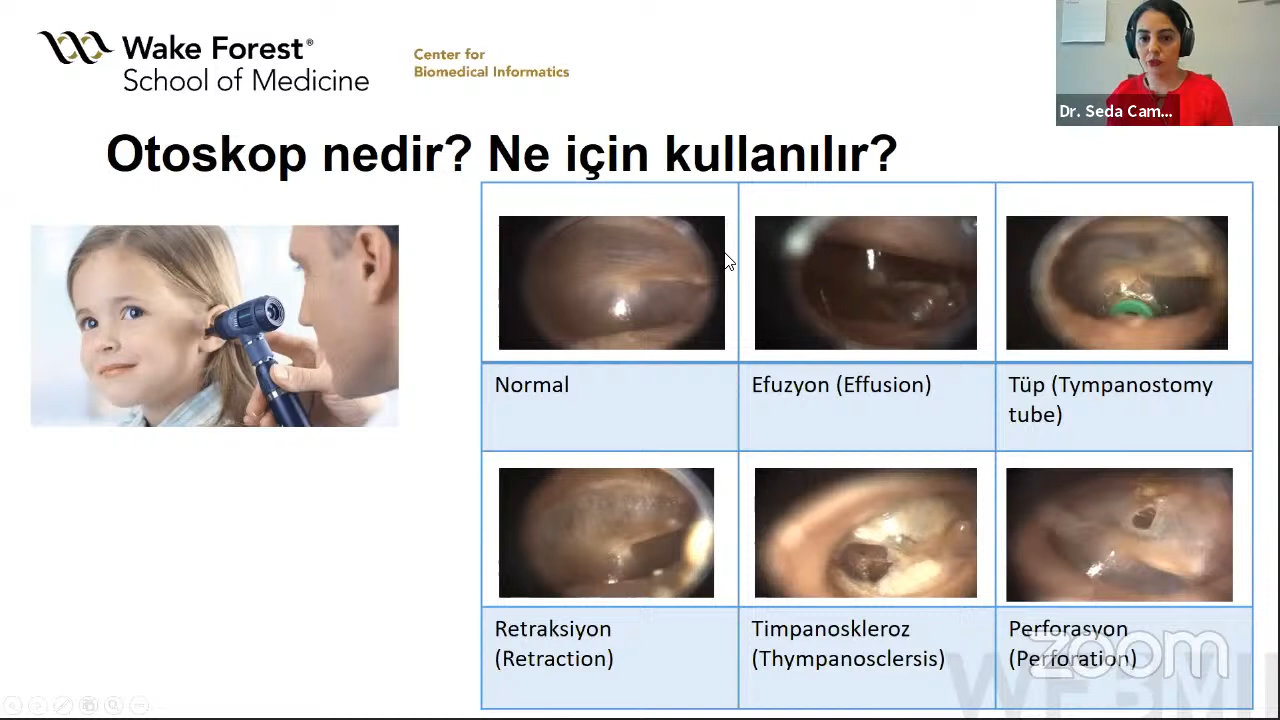 Wake Forest®
School of Medicine
Center for
Biomedical Informatics
Dr. Seda Cam...
Otoskop nedir? Ne için kullanılır?
Normal
Efuzyon (Effusion)
Tüp (Tympanostomy
tube)
Retraksiyon
(Retraction)
Timpanoskleroz
(Thympanosclersis)
Perforasyon
(Perforation)
zoom